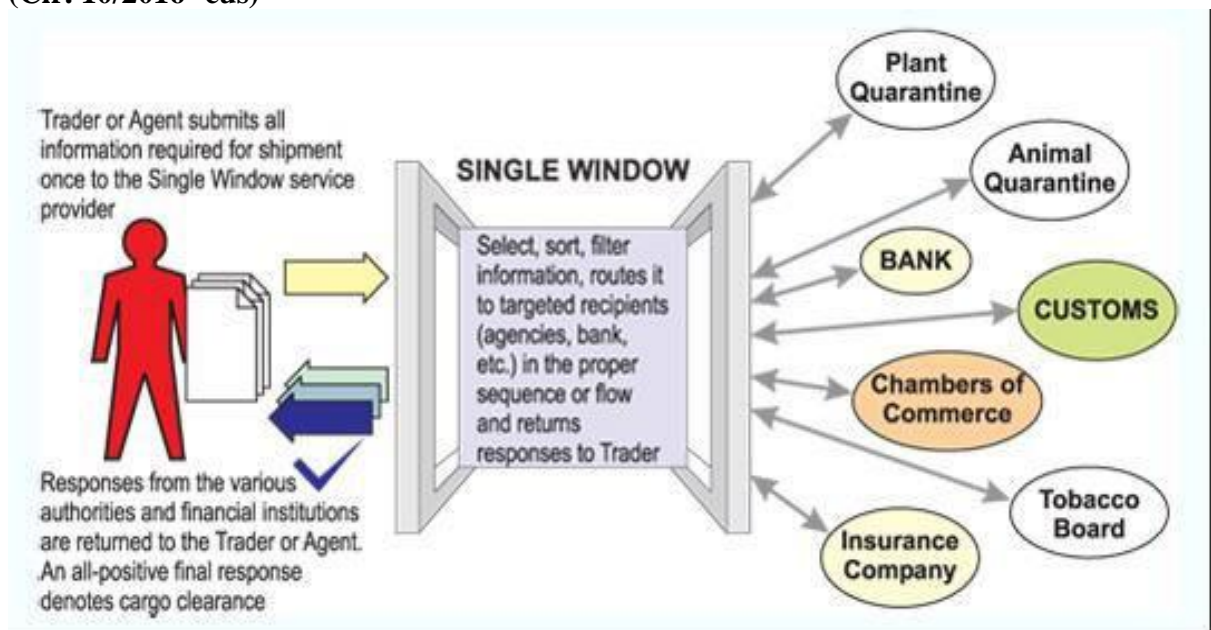 (Cir. 10/2016- cus)
Trader or Agent submits all
information required for shipment
once to the Single Window service
provider
SINGLE WINDOW
Select, sort, filter
information, routes it
to targeted recipients
(agencies, bank,
etc.) in the proper
sequence or flow
and returns
responses to Trader
Responses from the various
authorities and financial institutions
are returned to the Trader or Agent.
.An all-positive final response
denotes cargo clearance
Plant
Quarantine
Animal
Quarantine
BANK
CUSTOMS
Chambers of
Commerce
Tobacco
Board
Insurance
Company